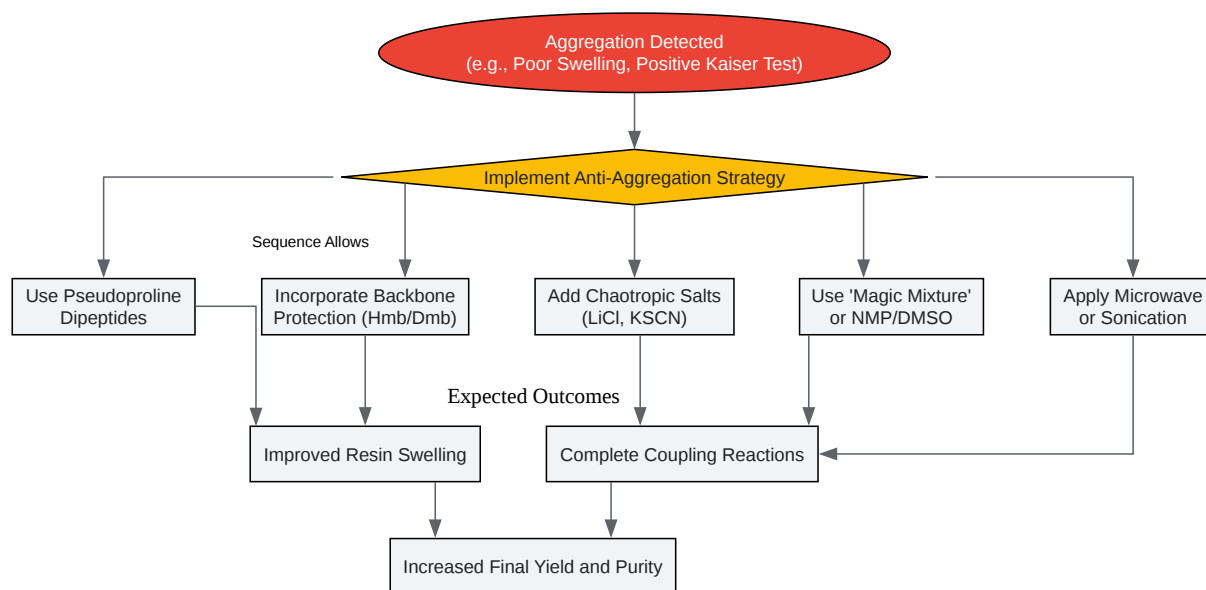 Aggregation Detected
(e.g., Poor Swelling, Positive Kaiser Test)
Implement Anti-Aggregation Strategy
Sequence Allows
Use Pseudoproline
Dipeptides
Incorporate Backbone
Protection (Hmb/Dmb)
Add Chaotropic Salts
(LiCl, KSCN)
Use 'Magic Mixture'
or NMP/DMSO
Apply Microwave
or Sonication
Expected Outcomes
Improved Resin Swelling
Complete Coupling Reactions
Increased Final Yield and Purity